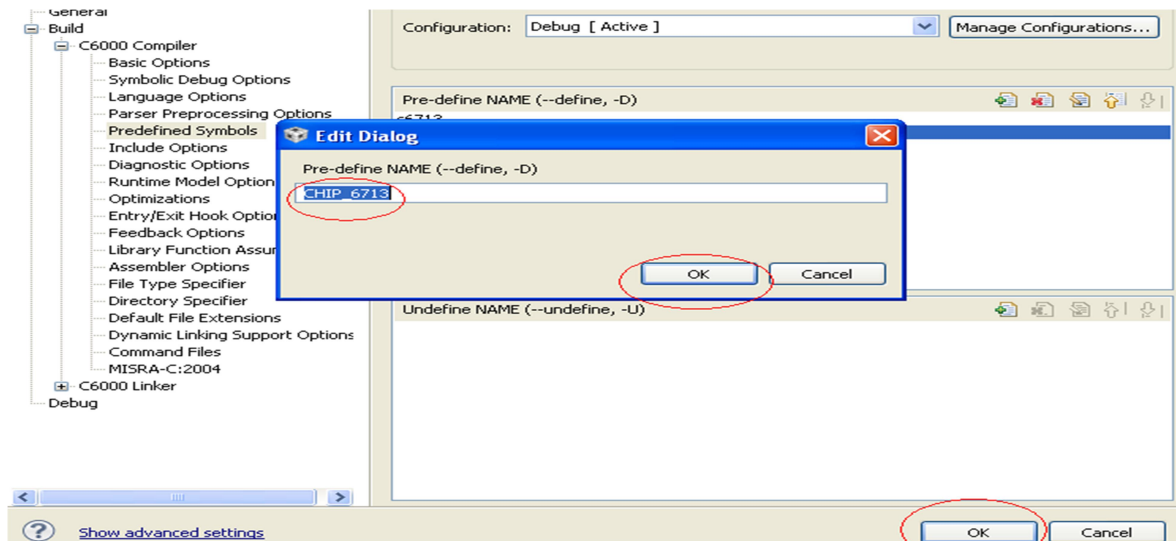 General
Build
C6000 Compiler
Basic Options
Symbolic Debug Options
Language Options
Parser Preprocessing Options
Predefined Symbols
Include Options
Diagnostic Options
Runtime Model Option
Optimizations
Entry/Exit Hook Optio
Feedback Options
Library Function Assur
Assembler Options
File Type Specifier
Directory Specifier
Default File Extensions
Dynamic Linking Support Options
Command Files
MISRA-C:2004
C6000 Linker
Debug
Show advanced settings
Configuration: Debug [ Active ] Manage Configurations...
Pre-define NAME (--define, -D)
c6713
Edit Dialog
Pre-define NAME (--define, -D)
CHIP_6713
OK Cancel
Undefine NAME (--undefine, -U)
OK Cancel